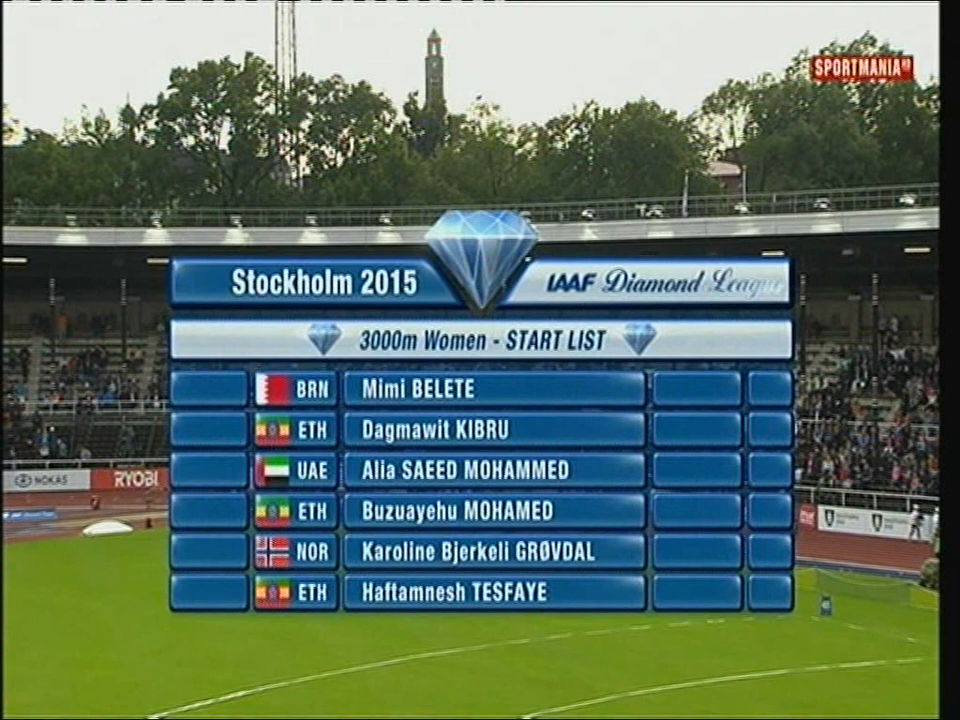 SPORTMANIA HD
Stockholm 2015
IAAF Diamond League
3000m Women - START LIST
BRN Mimi BELETE
ETH Dagmawit KIBRU
UAE Alia SAEED MOHAMMED
ETH Buzuayehu MOHAMED
NOR Karoline Bjerkeli GRØVDAL
ETH Haftamnesh TESFAYE
NOKAS
RYOBI